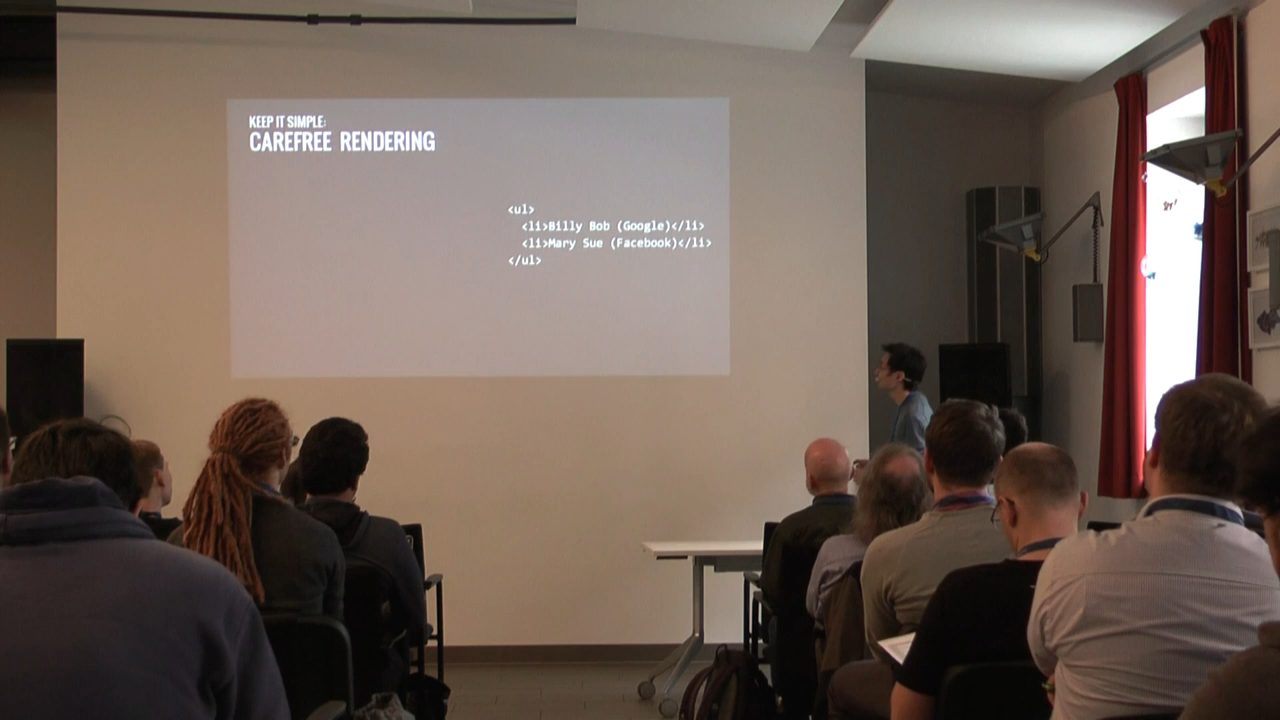 KEEP IT SIMPLE:
CAREFREE RENDERING
<ul>
<li>Billy Bob (Google)</li>
<li>Mary Sue (Facebook)</li>
</ul>